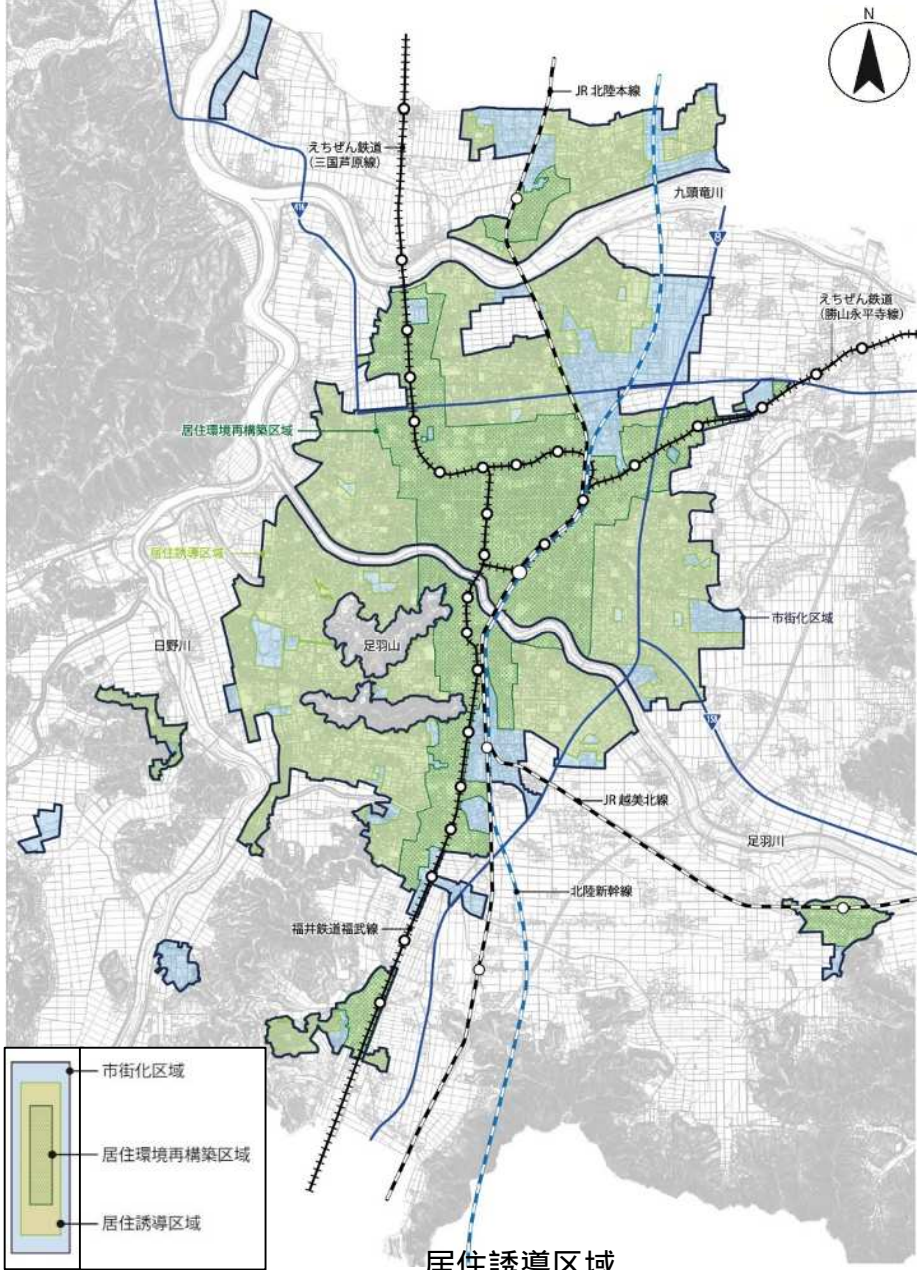 N
JR 北陸本線
えちぜん鉄道
(三国芦原線)
九頭竜川
416
8
えちぜん鉄道
(勝山永平寺線)
居住環境再構築区域
居住誘導区域
市街化区域
日野川
足羽山
158
JR 越美北線
足羽川
北陸新幹線
福井鉄道福武線
市街化区域
居住環境再構築区域
居住誘導区域
居住誘導区域